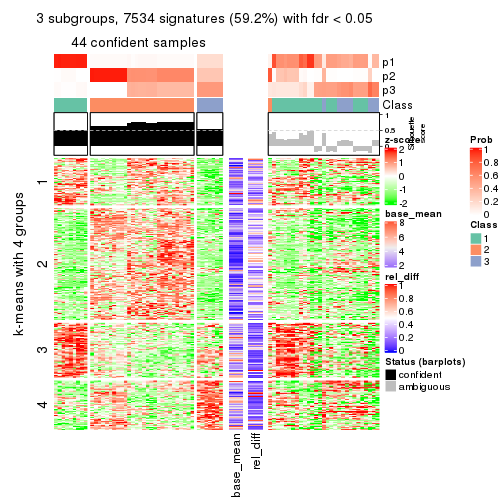 3 subgroups, 7534 signatures (59.2%) with fdr < 0.05
44 confident samples
p1
p2
p3
Class
1
0.5
0
Silhouette
score
k-means with 4 groups
1
2
3
4
base_mean
rel_diff
z-score
2
1
0
-1
-2
base_mean
8
6
4
2
rel_diff
1
0.8
0.6
0.4
0.2
0
Status (barplots)
confident
ambiguous
Prob
1
0.8
0.6
0.4
0.2
0
Class
1
2
3